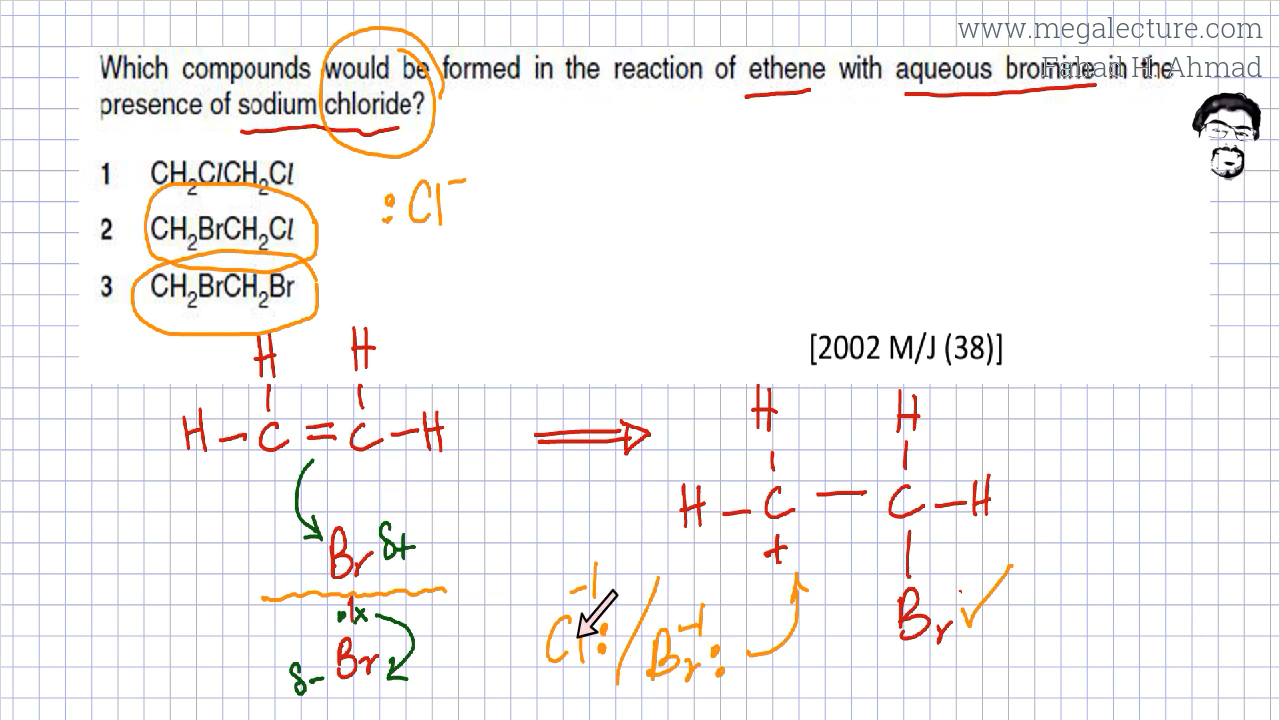 www.megalecture.com
Fahad H. Ahmad
Which compounds would be formed in the reaction of ethene with aqueous bromine in the
presence of sodium chloride?
1 CH₂ClCH₂Cl
2 CH₂BrCH₂Cl
3 CH₂BrCH₂Br
:Cl⁻
[2002 M/J (38)]
H H
H – C = C – H
Br δ+
•|x
δ– Br
H H
H – C — C – H
+
Br ✓
-1
Cl: / Br: -1